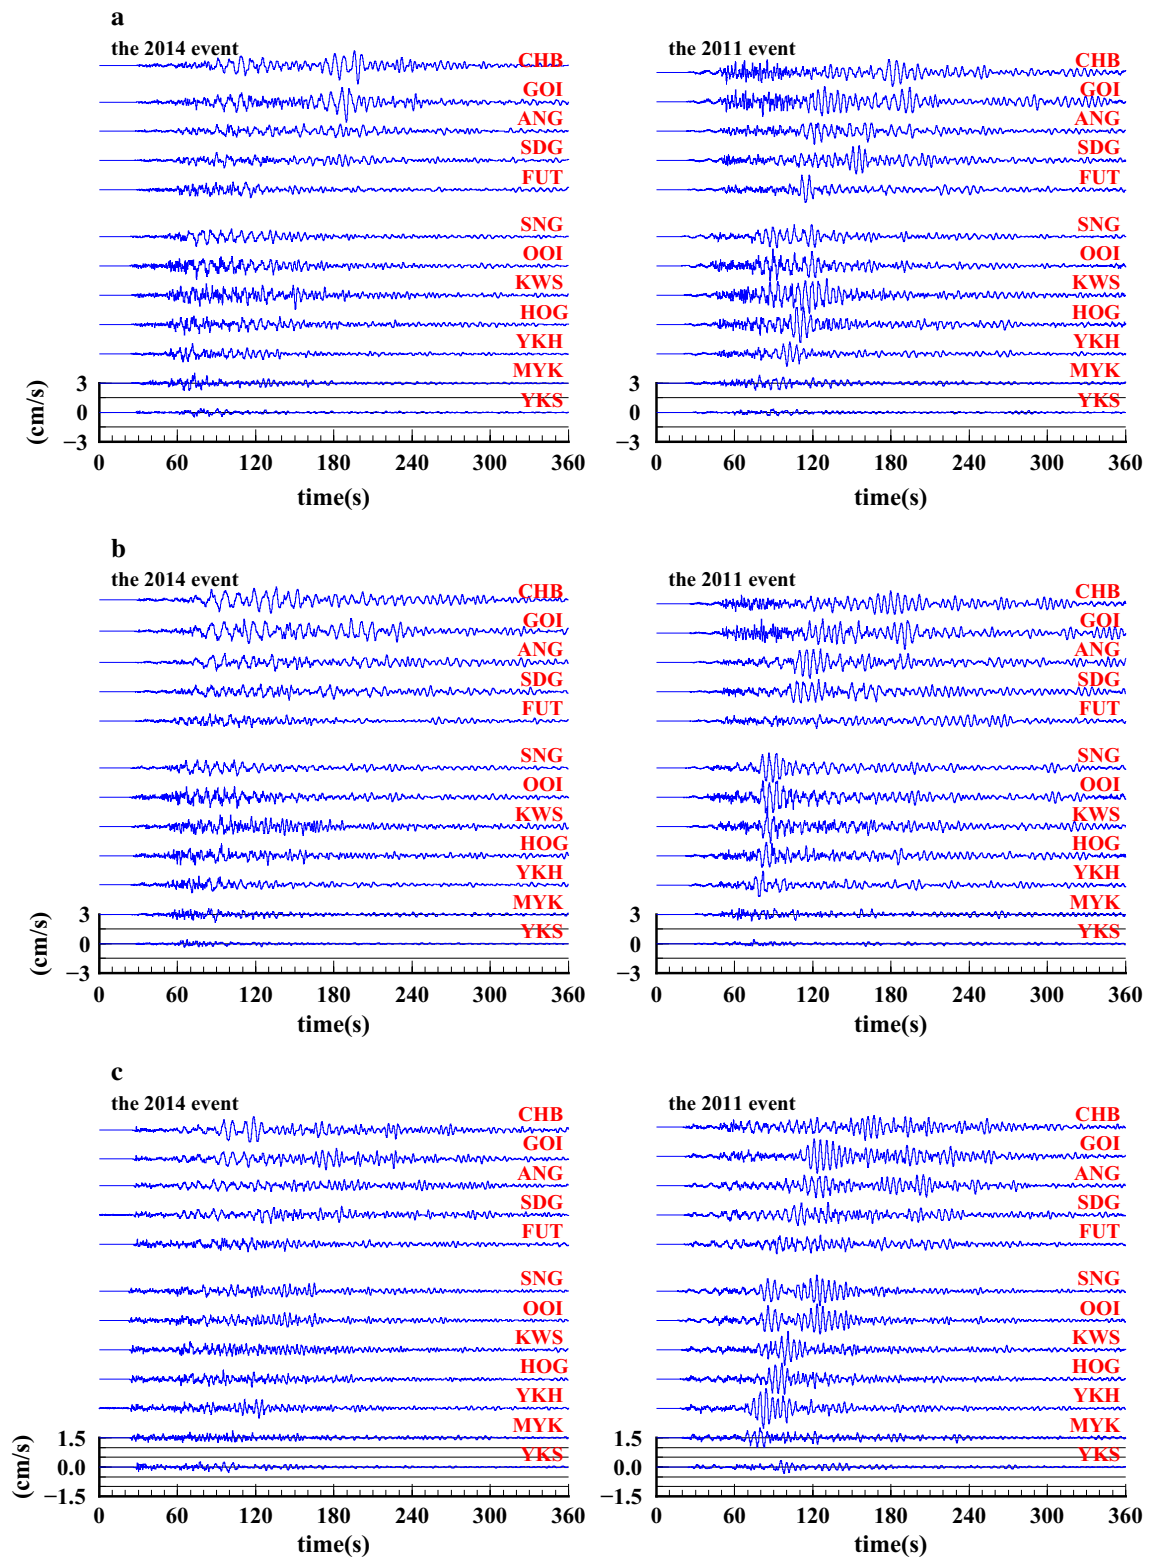 a
the 2014 event
CHB
GOI
ANG
SDG
FUT
SNG
OOI
KWS
HOG
YKH
MYK
YKS
3
0
−3
(cm/s)
0 60 120 180 240 300 360
time(s)
the 2011 event
CHB
GOI
ANG
SDG
FUT
SNG
OOI
KWS
HOG
YKH
MYK
YKS
3
0
−3
0 60 120 180 240 300 360
time(s)
b
the 2014 event
CHB
GOI
ANG
SDG
FUT
SNG
OOI
KWS
HOG
YKH
MYK
YKS
3
0
−3
(cm/s)
0 60 120 180 240 300 360
time(s)
the 2011 event
CHB
GOI
ANG
SDG
FUT
SNG
OOI
KWS
HOG
YKH
MYK
YKS
3
0
−3
0 60 120 180 240 300 360
time(s)
c
the 2014 event
CHB
GOI
ANG
SDG
FUT
SNG
OOI
KWS
HOG
YKH
MYK
YKS
1.5
0.0
−1.5
(cm/s)
0 60 120 180 240 300 360
time(s)
the 2011 event
CHB
GOI
ANG
SDG
FUT
SNG
OOI
KWS
HOG
YKH
MYK
YKS
1.5
0.0
−1.5
0 60 120 180 240 300 360
time(s)